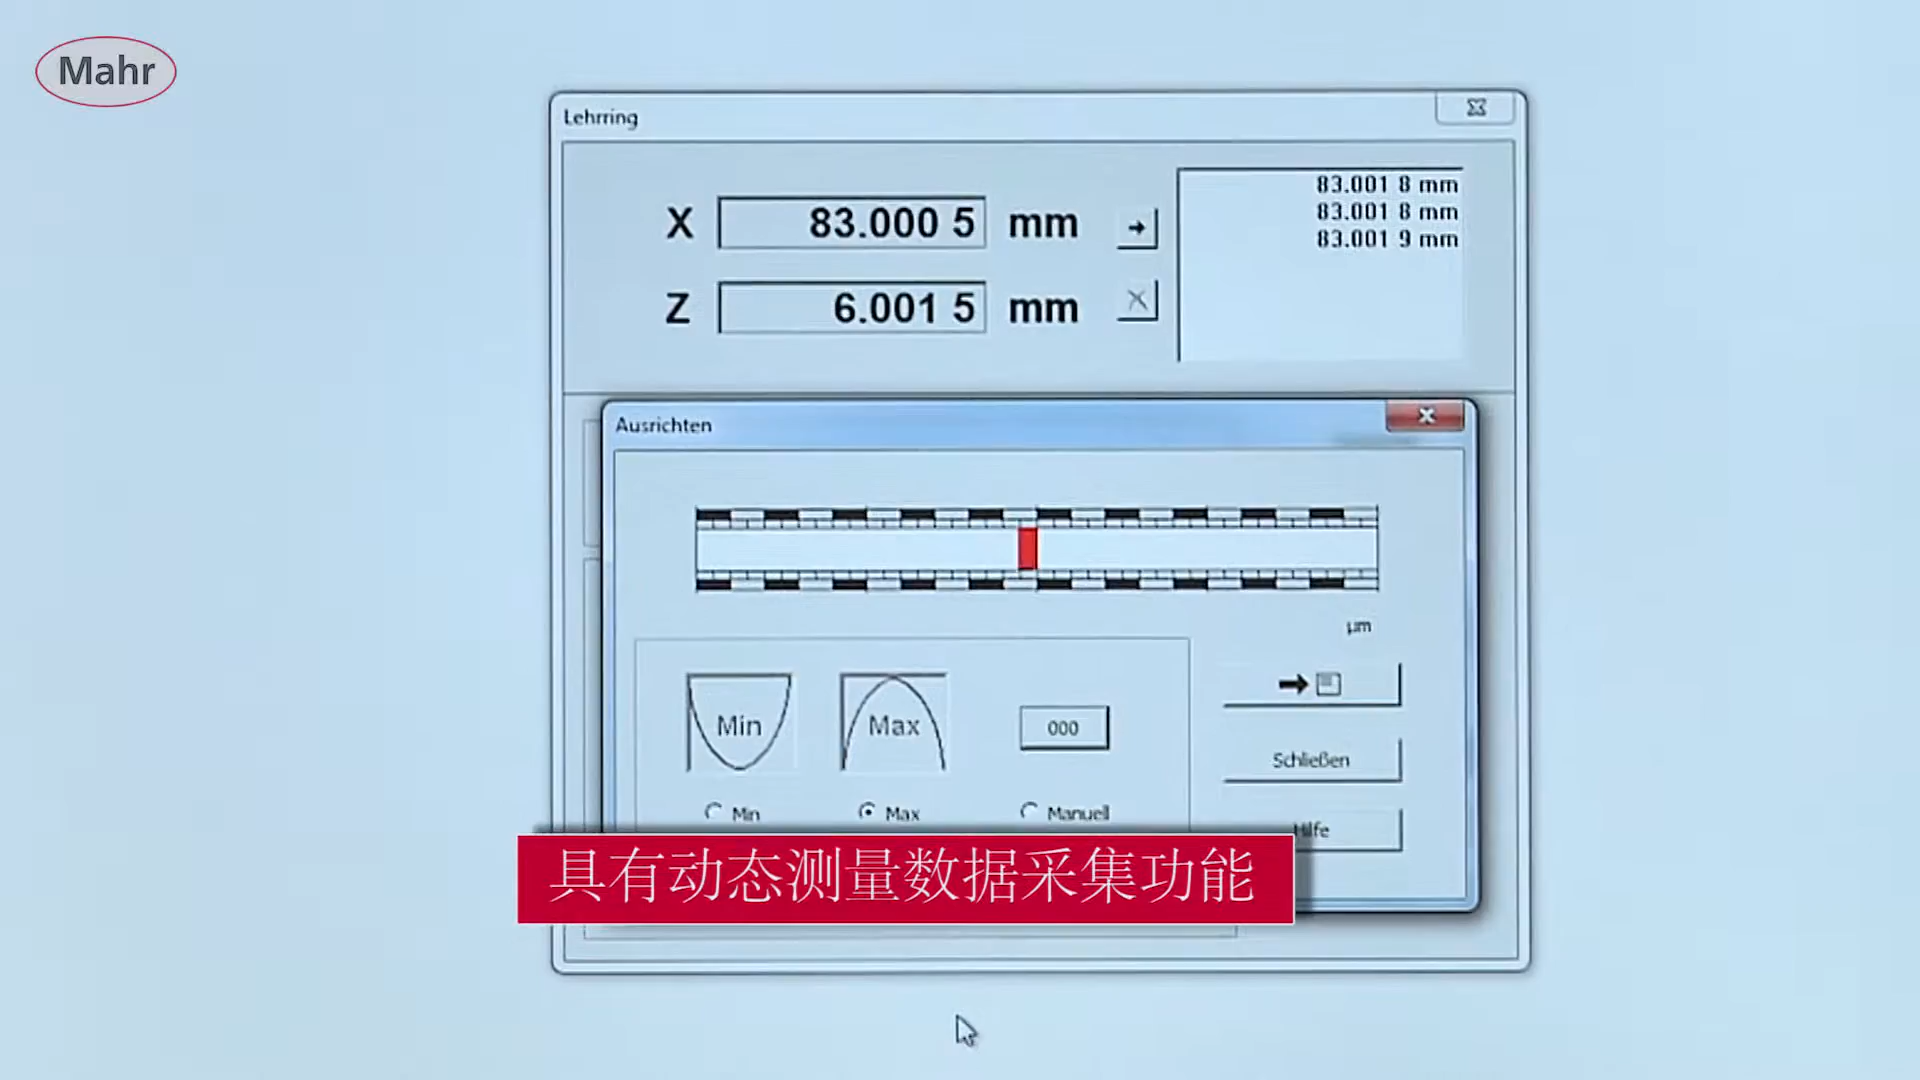 Mahr
Lehrring
X 83.000 5 mm
Z 6.001 5 mm
83.001 8 mm
83.001 8 mm
83.001 9 mm
Ausrichten
µm
Min
Max
000
Schließen
Min
Max
Manuell
Hilfe
具有动态测量数据采集功能